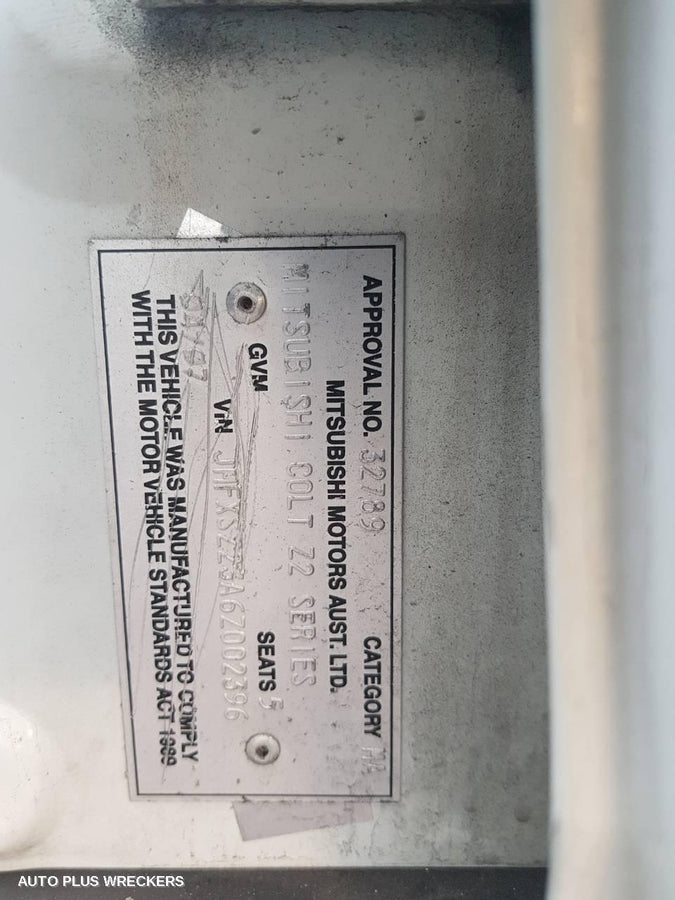 APPROVAL NO. 32789 CATEGORY MA
MITSUBISHI MOTORS AUST. LTD.
MITSUBISHI COLT Z2 SERIES
GVM SEATS 5
VIN
THIS VEHICLE WAS MANUFACTURED TO COMPLY
WITH THE MOTOR VEHICLE STANDARDS ACT 1989
AUTO PLUS WRECKERS